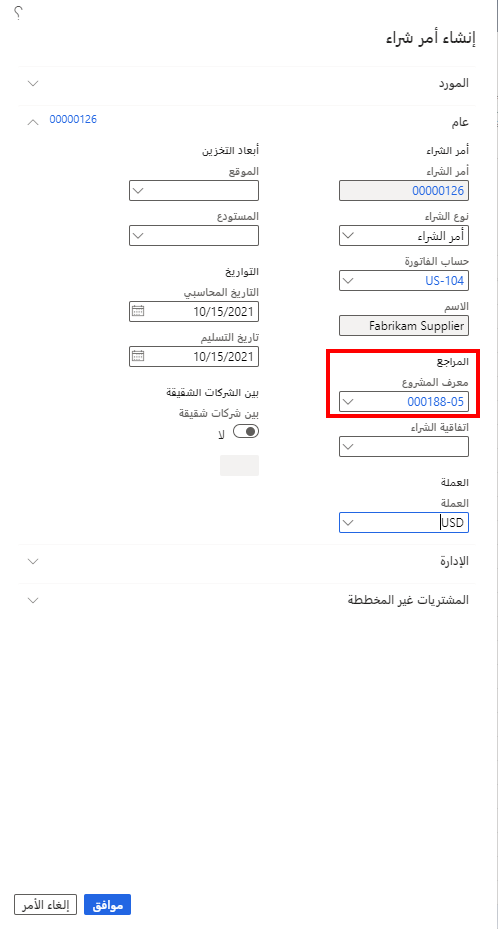 ؟
إنشاء أمر شراء
المورد
عام
00000126
أمر الشراء
أمر الشراء
00000126
نوع الشراء
أمر الشراء
حساب الفاتورة
US-104
الاسم
Fabrikam Supplier
المراجع
معرف المشروع
000188-05
اتفاقية الشراء
العملة
العملة
USD
أبعاد التخزين
الموقع
المستودع
التواريخ
التاريخ المحاسبي
10/15/2021
تاريخ التسليم
10/15/2021
بين الشركات الشقيقة
بين شركات شقيقة
لا
الإدارة
المشتريات غير المخططة
موافق
إلغاء الأمر